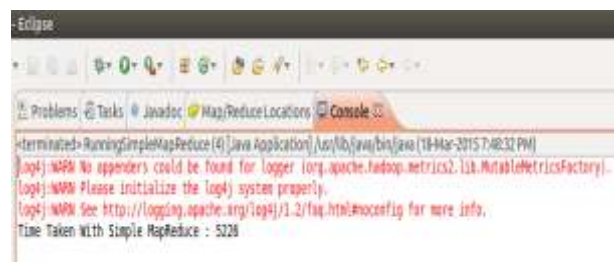 - Eclipse
Problems Tasks @ Javadoc Map/Reduce Locations Console
<terminated> RunningSimpleMapReduce (4) [Java Application] /usr/lib/java/bin/java (18-Mar-2015 7:48:32 PM)
log4j:WARN No appenders could be found for logger (org.apache.hadoop.metrics2.lib.MutableMetricsFactory).
log4j:WARN Please initialize the log4j system properly.
log4j:WARN See http://logging.apache.org/log4j/1.2/faq.html#noconfig for more info.
Time Taken With Simple MapReduce : 5226